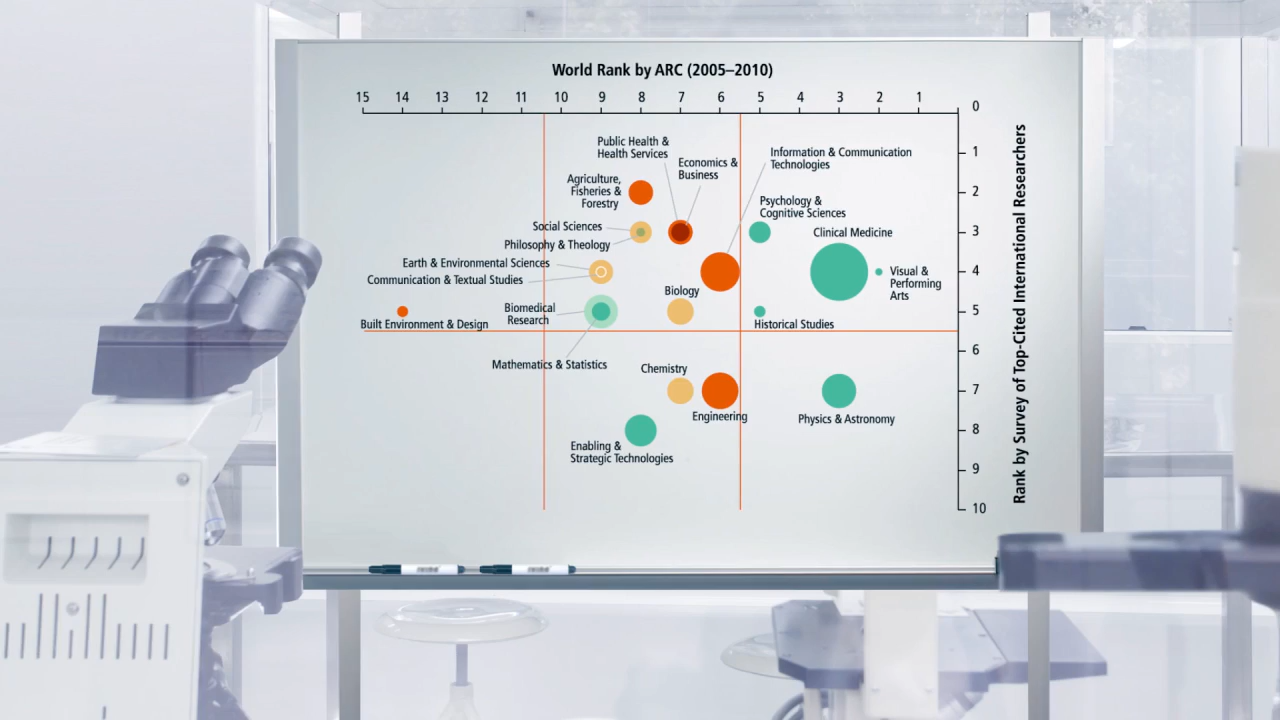 World Rank by ARC (2005–2010)
15 14 13 12 11 10 9 8 7 6 5 4 3 2 1 0
Public Health &
Health Services
Information & Communication
Technologies
1
Economics &
Business
Agriculture,
Fisheries &
Forestry
2
Psychology &
Cognitive Sciences
Social Sciences
Philosophy & Theology
Clinical Medicine
3
Earth & Environmental Sciences
Communication & Textual Studies
Visual &
Performing
Arts
4
Biology
Biomedical
Research
5
Built Environment & Design
Historical Studies
6
Mathematics & Statistics
Chemistry
7
Engineering
Physics & Astronomy
8
Enabling &
Strategic Technologies
9
10
Rank by Survey of Top-Cited International Researchers